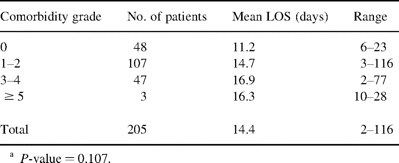 Comorbidity grade No. of patients Mean LOS (days) Range
0 48 11.2 6–23
1–2 107 14.7 3–116
3–4 47 16.9 2–77
≥5 3 16.3 10–28
Total 205 14.4 2–116
a P-value = 0.107.